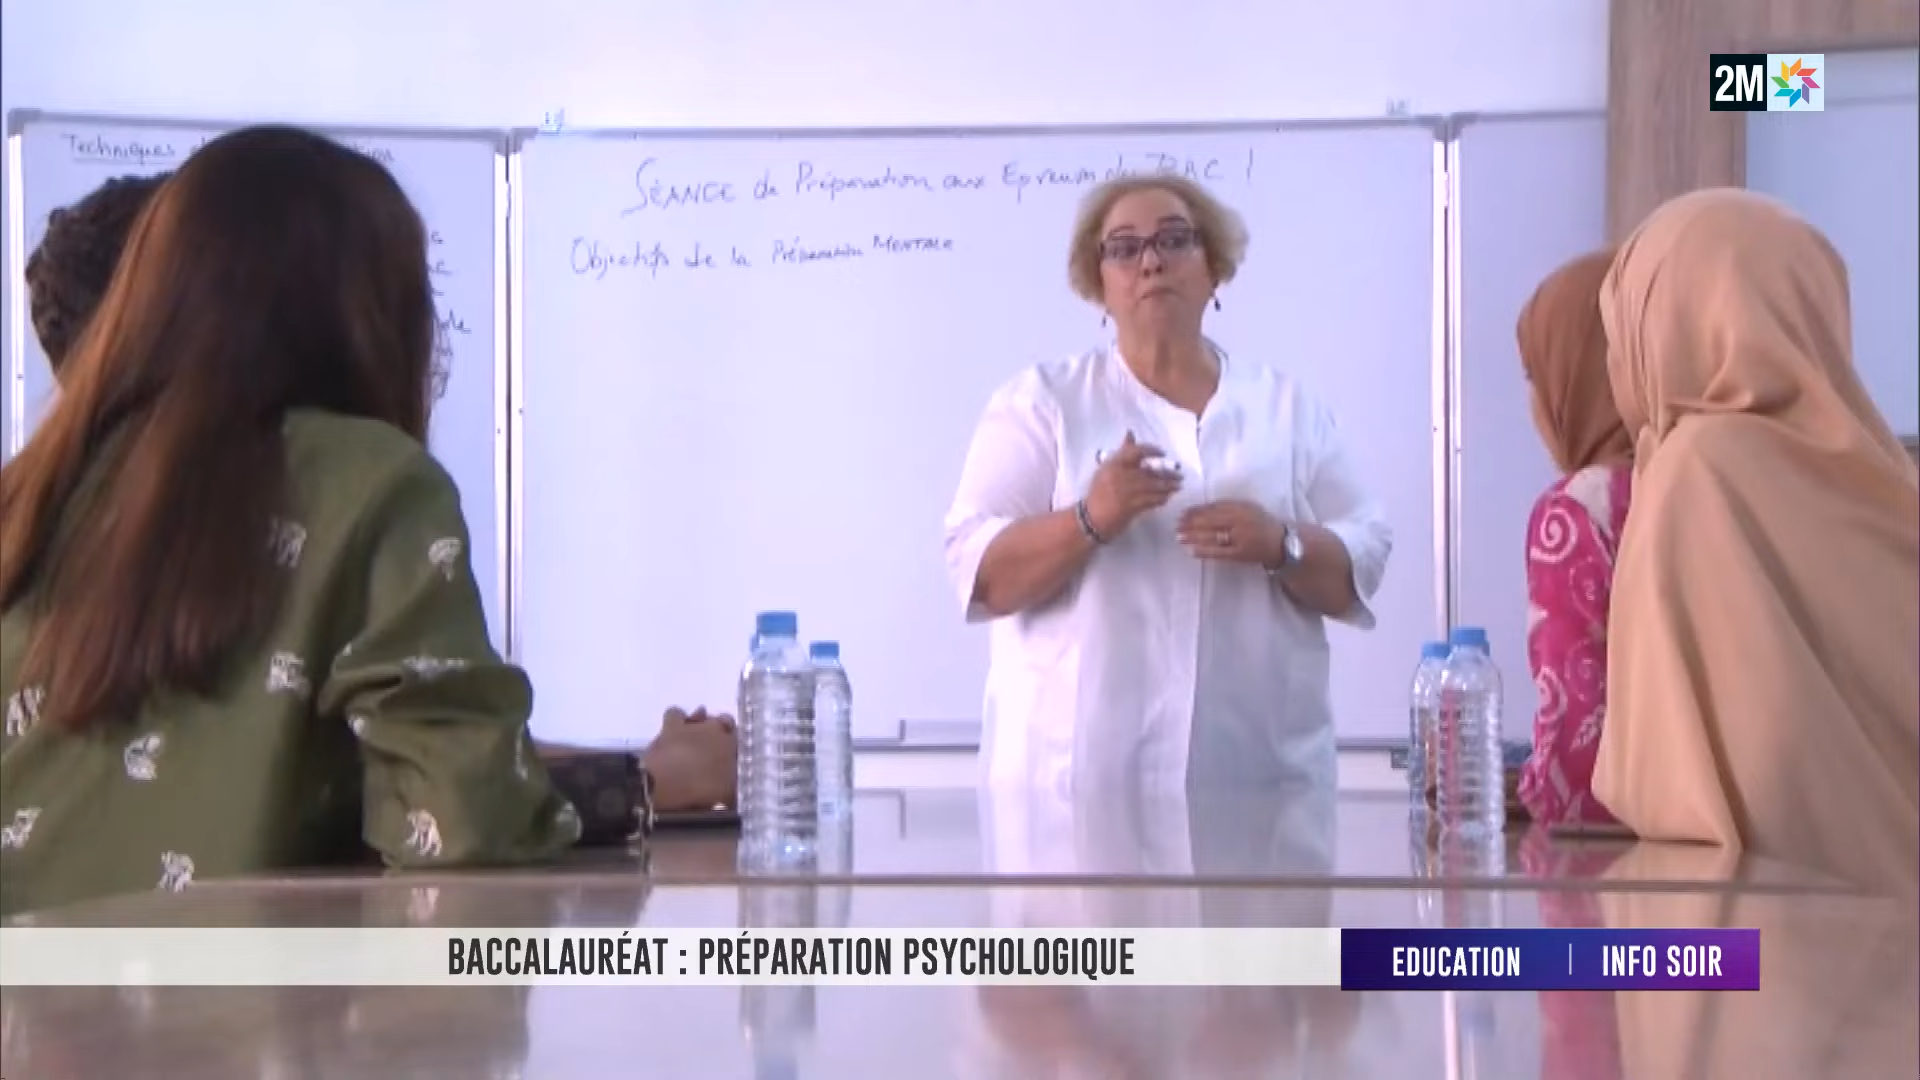 2M
Techniques
SÉANCE de Préparation aux Epreuves du BAC !
Objectifs de la Préparation MENTALE
BACCALAURÉAT : PRÉPARATION PSYCHOLOGIQUE
EDUCATION | INFO SOIR